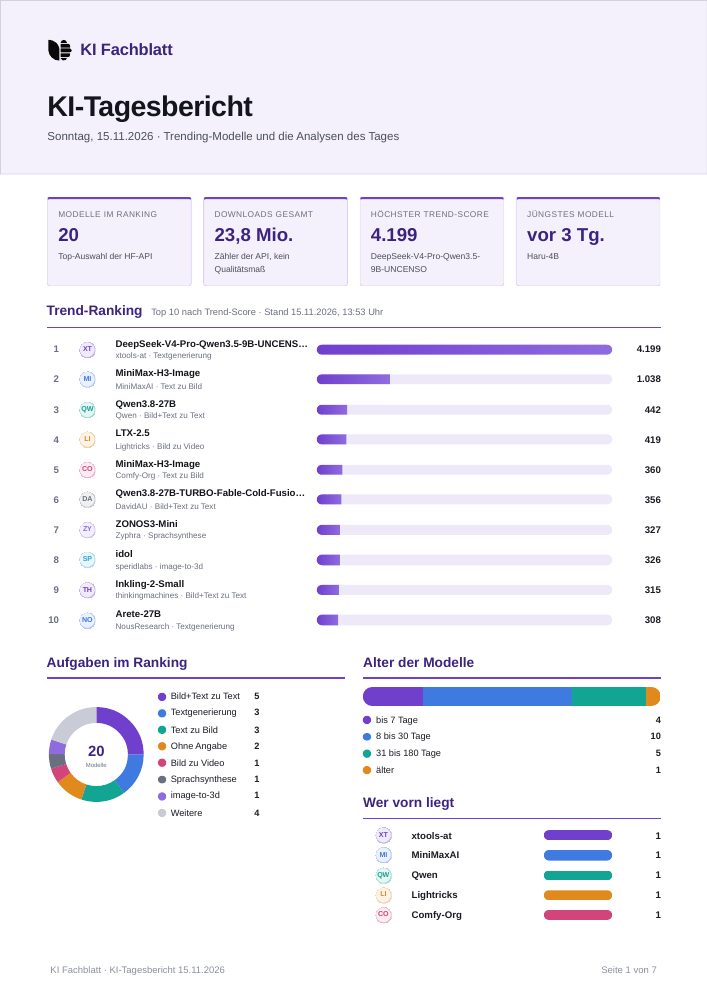 KI Fachblatt
KI-Tagesbericht
Sonntag, 15.11.2026 · Trending-Modelle und die Analysen des Tages
MODELLE IM RANKING
20
Top-Auswahl der HF-API
DOWNLOADS GESAMT
23,8 Mio.
Zähler der API, kein
Qualitätsmaß
HÖCHSTER TREND-SCORE
4.199
DeepSeek-V4-Pro-Qwen3.5-
9B-UNCENSO
JÜNGSTES MODELL
vor 3 Tg.
Haru-4B
Trend-Ranking Top 10 nach Trend-Score · Stand 15.11.2026, 13:53 Uhr
1 XT DeepSeek-V4-Pro-Qwen3.5-9B-UNCENS... 4.199
xtools-at · Textgenerierung
2 MI MiniMax-H3-Image 1.038
MiniMaxAI · Text zu Bild
3 QW Qwen3.8-27B 442
Qwen · Bild+Text zu Text
4 LI LTX-2.5 419
Lightricks · Bild zu Video
5 CO MiniMax-H3-Image 360
Comfy-Org · Text zu Bild
6 DA Qwen3.8-27B-TURBO-Fable-Cold-Fusio... 356
DavidAU · Bild+Text zu Text
7 ZY ZONOS3-Mini 327
Zyphra · Sprachsynthese
8 SP idol 326
speridlabs · image-to-3d
9 TH Inkling-2-Small 315
thinkingmachines · Bild+Text zu Text
10 NO Arete-27B 308
NousResearch · Textgenerierung
Aufgaben im Ranking
20
Modelle
Bild+Text zu Text 5
Textgenerierung 3
Text zu Bild 3
Ohne Angabe 2
Bild zu Video 1
Sprachsynthese 1
image-to-3d 1
Weitere 4
Alter der Modelle
bis 7 Tage 4
8 bis 30 Tage 10
31 bis 180 Tage 5
älter 1
Wer vorn liegt
XT xtools-at 1
MI MiniMaxAI 1
QW Qwen 1
LI Lightricks 1
CO Comfy-Org 1
KI Fachblatt · KI-Tagesbericht 15.11.2026
Seite 1 von 7